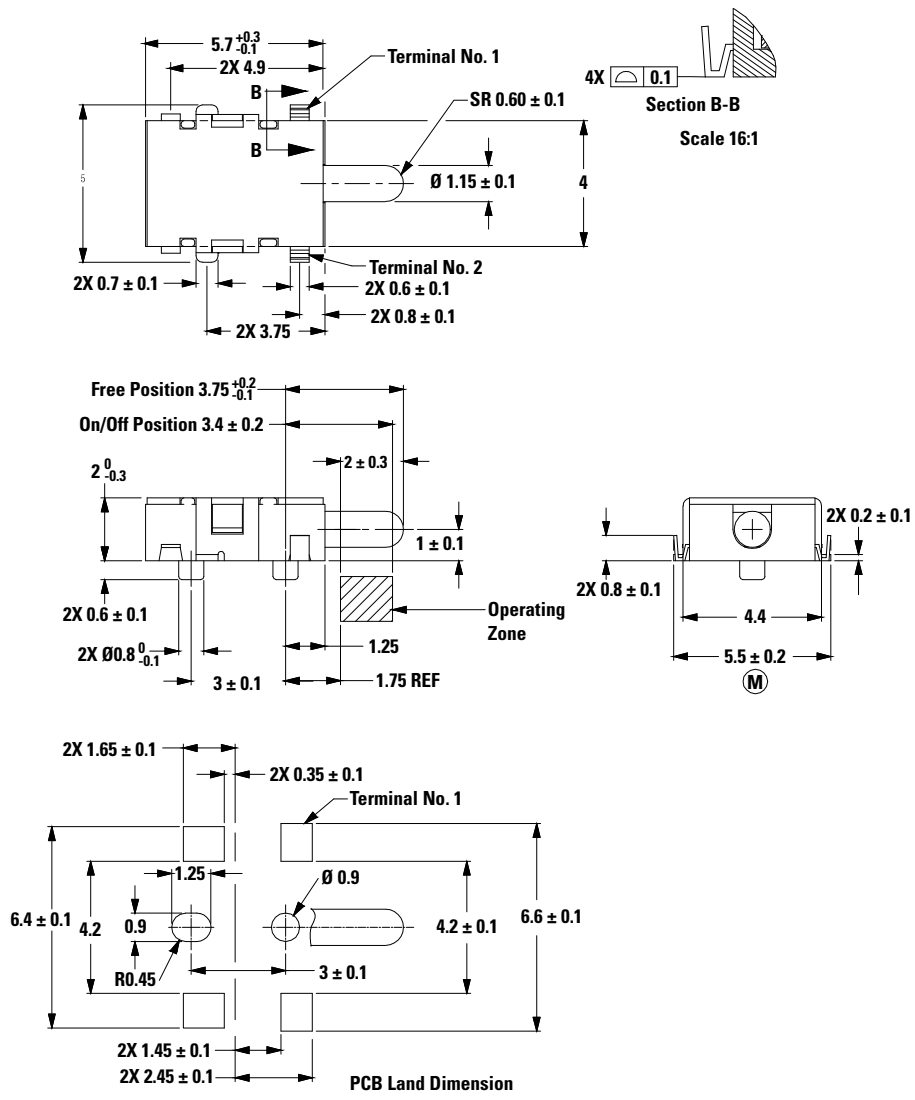 5.7 +0.3 -0.1
Terminal No. 1
2X 4.9
B
4X 0.1
SR 0.60 ± 0.1
Section B-B
B
Scale 16:1
5
Ø 1.15 ± 0.1
4
Terminal No. 2
2X 0.7 ± 0.1
2X 0.6 ± 0.1
2X 0.8 ± 0.1
2X 3.75
Free Position 3.75 +0.2 -0.1
On/Off Position 3.4 ± 0.2
2 0 -0.3
2 ± 0.3
1 ± 0.1
2X 0.2 ± 0.1
2X 0.8 ± 0.1
2X 0.6 ± 0.1
Operating
Zone
4.4
2X Ø0.8 0 -0.1
1.25
5.5 ± 0.2
3 ± 0.1
1.75 REF
M
2X 1.65 ± 0.1
2X 0.35 ± 0.1
Terminal No. 1
1.25
Ø 0.9
6.4 ± 0.1
4.2
0.9
4.2 ± 0.1
6.6 ± 0.1
R0.45
3 ± 0.1
2X 1.45 ± 0.1
2X 2.45 ± 0.1
PCB Land Dimension